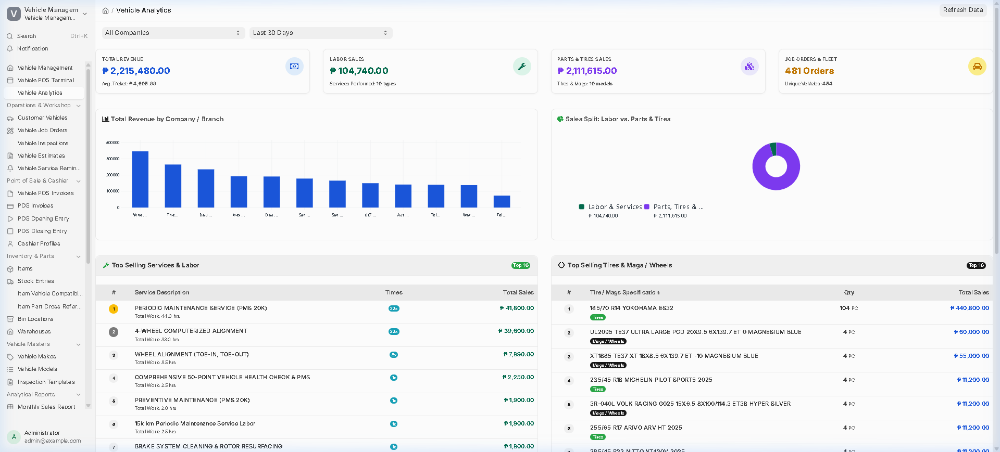 V
Vehicle Managem
Vehicle Managem...
Search Ctrl+K
Notification
Vehicle Management
Vehicle POS Terminal
Vehicle Analytics
Operations & Workshop
Customer Vehicles
Vehicle Job Orders
Vehicle Inspections
Vehicle Estimates
Vehicle Service Remin...
Point of Sale & Cashier
Vehicle POS Invoices
POS Invoices
POS Opening Entry
POS Closing Entry
Cashier Profiles
Inventory & Parts
Items
Stock Entries
Item Vehicle Compatibi...
Item Part Cross Refer...
Bin Locations
Warehouses
Vehicle Masters
Vehicle Makes
Vehicle Models
Inspection Templates
Analytical Reports
Monthly Sales Report
A
Administrator
admin@example.com
/ Vehicle Analytics
Refresh Data
All Companies
Last 30 Days
TOTAL REVENUE
₱ 2,215,480.00
Avg. Ticket: ₱ 4,605.99
LABOR SALES
₱ 104,740.00
Services Performed: 10 types
PARTS & TIRES SALES
₱ 2,111,615.00
Tires & Mags: 10 models
JOB ORDERS & FLEET
481 Orders
Unique Vehicles: 454
Total Revenue by Company / Branch
400000
300000
200000
100000
0
Whe... The... Dau... Mex... Dau... San... San... ULT... Aut... Tel... War... Tel...
Sales Split: Labor vs. Parts & Tires
Labor & Services Parts, Tires & ...
₱ 104,740.00 ₱ 2,111,615.00
Top Selling Services & Labor Top 10
# Service Description Times Total Sales
1 PERIODIC MAINTENANCE SERVICE (PMS 20K) 22x ₱ 41,800.00
Total Work: 44.0 hrs
2 4-WHEEL COMPUTERIZED ALIGNMENT 22x ₱ 39,600.00
Total Work: 33.0 hrs
3 WHEEL ALIGNMENT (TOE-IN, TOE-OUT) 8x ₱ 7,890.00
Total Work: 8.5 hrs
4 COMPREHENSIVE 50-POINT VEHICLE HEALTH CHECK & PMS 1x ₱ 2,250.00
Total Work: 2.5 hrs
5 PREVENTIVE MAINTENANCE (PMS 20K) 1x ₱ 1,900.00
Total Work: 2.0 hrs
6 15k km Periodic Maintenance Service Labor 1x ₱ 1,900.00
Total Work: 2.5 hrs
7 BRAKE SYSTEM CLEANING & ROTOR RESURFACING 1x ₱ 1,800.00
Top Selling Tires & Mags / Wheels Top 10
# Tire / Mags Specification Qty Total Sales
1 185/70 R14 YOKOHAMA ES32 104 PC ₱ 440,800.00
Tires
2 UL2095 TE37 ULTRA LARGE PCD 20X9.5 6X139.7 ET 0 MAGNESIUM BLUE 4 PC ₱ 60,000.00
Mags / Wheels
3 XT1885 TE37 XT 18X8.5 6X139.7 ET -10 MAGNESIUM BLUE 4 PC ₱ 55,000.00
Mags / Wheels
4 235/45 R18 MICHELIN PILOT SPORT5 2025 4 PC ₱ 11,200.00
Tires
5 3R-040L VOLK RACING G025 15X6.5 8X100/114.3 ET38 HYPER SILVER 4 PC ₱ 11,200.00
Mags / Wheels
6 255/65 R17 ARIVO ARV HT 2025 4 PC ₱ 11,200.00
Tires
285/45 R22 NITTO NT420V 2025 4 PC ₱ 11,200.00